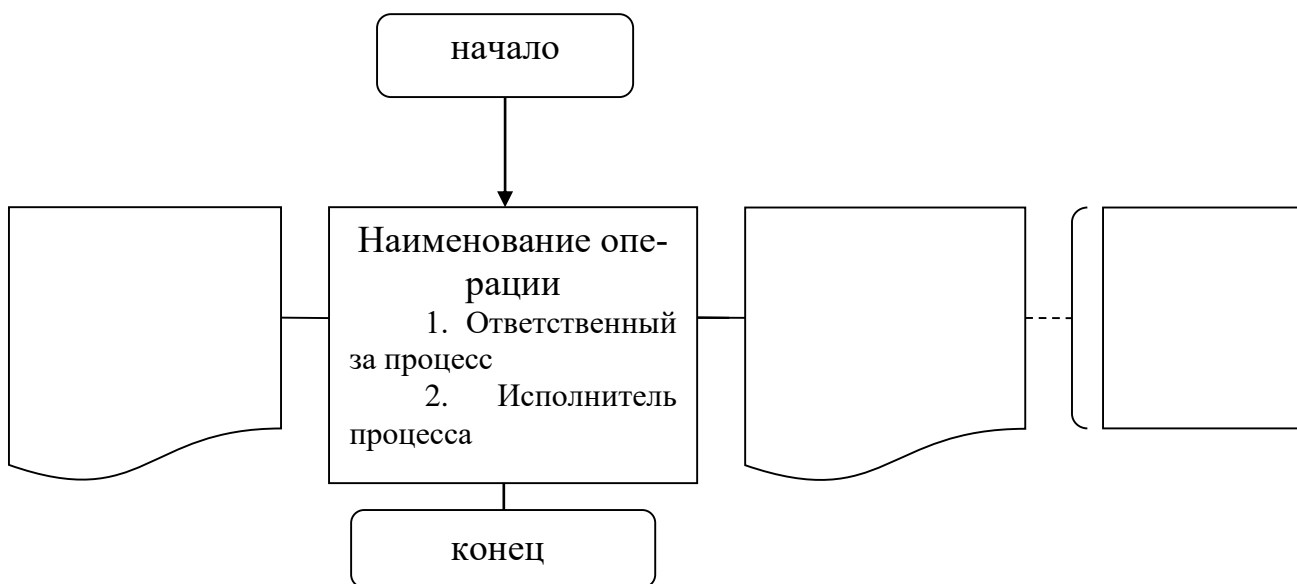 начало
Наименование опе-
рации
1. Ответственный
за процесс
2. Исполнитель
процесса
конец